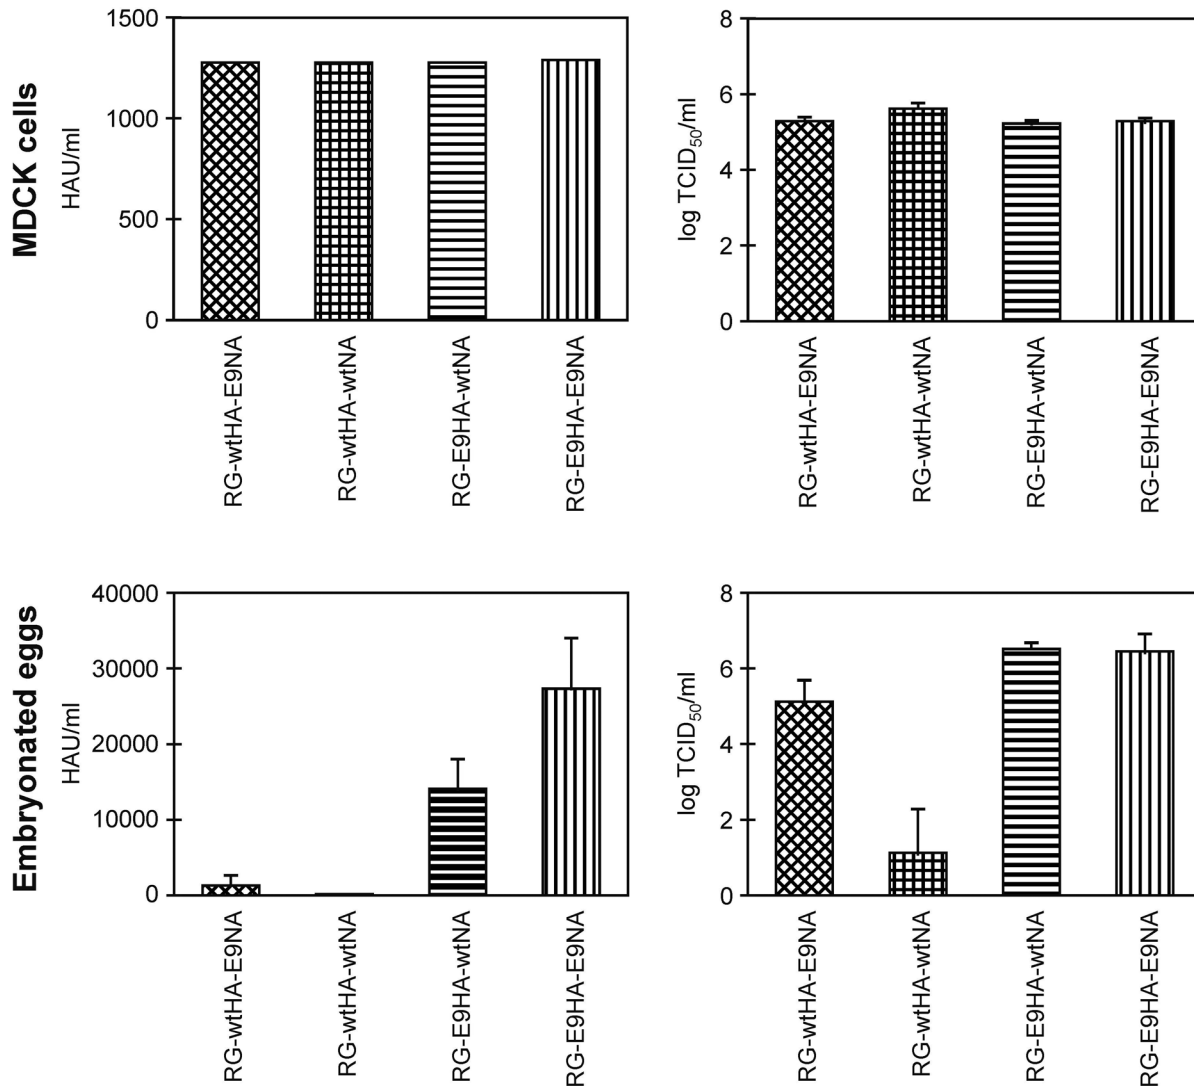 MDCK cells
HAU/ml
1500
1000
500
0
RG-wtHA-E9NA
RG-wtHA-wtNA
RG-E9HA-wtNA
RG-E9HA-E9NA
log TCID50/ml
8
6
4
2
0
RG-wtHA-E9NA
RG-wtHA-wtNA
RG-E9HA-wtNA
RG-E9HA-E9NA
Embryonated eggs
HAU/ml
40000
30000
20000
10000
0
RG-wtHA-E9NA
RG-wtHA-wtNA
RG-E9HA-wtNA
RG-E9HA-E9NA
log TCID50/ml
8
6
4
2
0
RG-wtHA-E9NA
RG-wtHA-wtNA
RG-E9HA-wtNA
RG-E9HA-E9NA